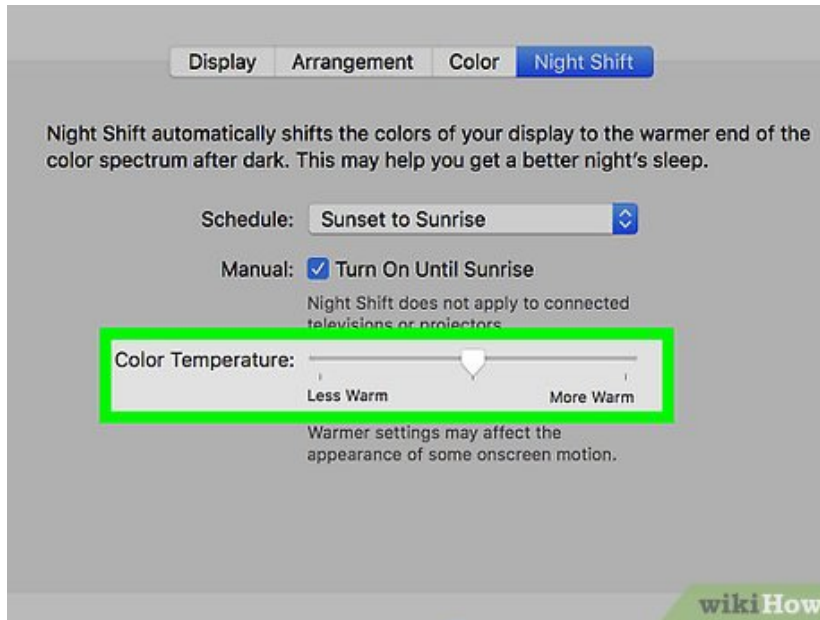 Display Arrangement Color Night Shift
Night Shift automatically shifts the colors of your display to the warmer end of the
color spectrum after dark. This may help you get a better night's sleep.
Schedule: Sunset to Sunrise
Manual: Turn On Until Sunrise
Night Shift does not apply to connected
televisions or projectors
Color Temperature:
Less Warm More Warm
Warmer settings may affect the
appearance of some onscreen motion.
wikiHow